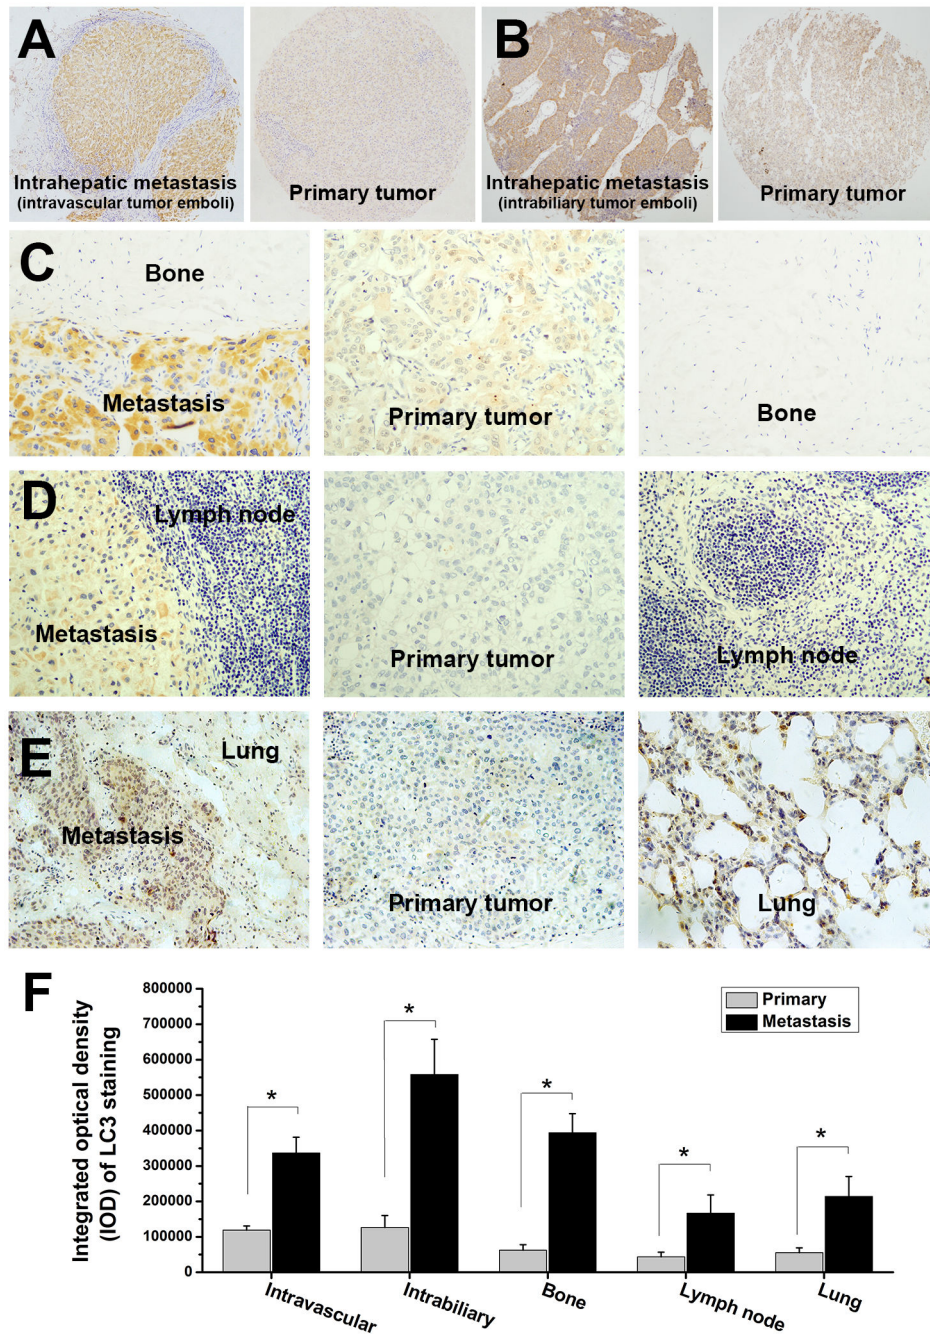 A
Intrahepatic metastasis
(intravascular tumor emboli)
Primary tumor
B
Intrahepatic metastasis
(intrabiliary tumor emboli)
Primary tumor
C
Bone
Metastasis
Primary tumor
Bone
D
Lymph node
Metastasis
Primary tumor
Lymph node
E
Lung
Metastasis
Primary tumor
Lung
F
Integrated optical density
(IOD) of LC3 staining
800000
700000
600000
500000
400000
300000
200000
100000
0
*
*
*
*
*
Primary
Metastasis
Intravascular
Intrabiliary
Bone
Lymph node
Lung